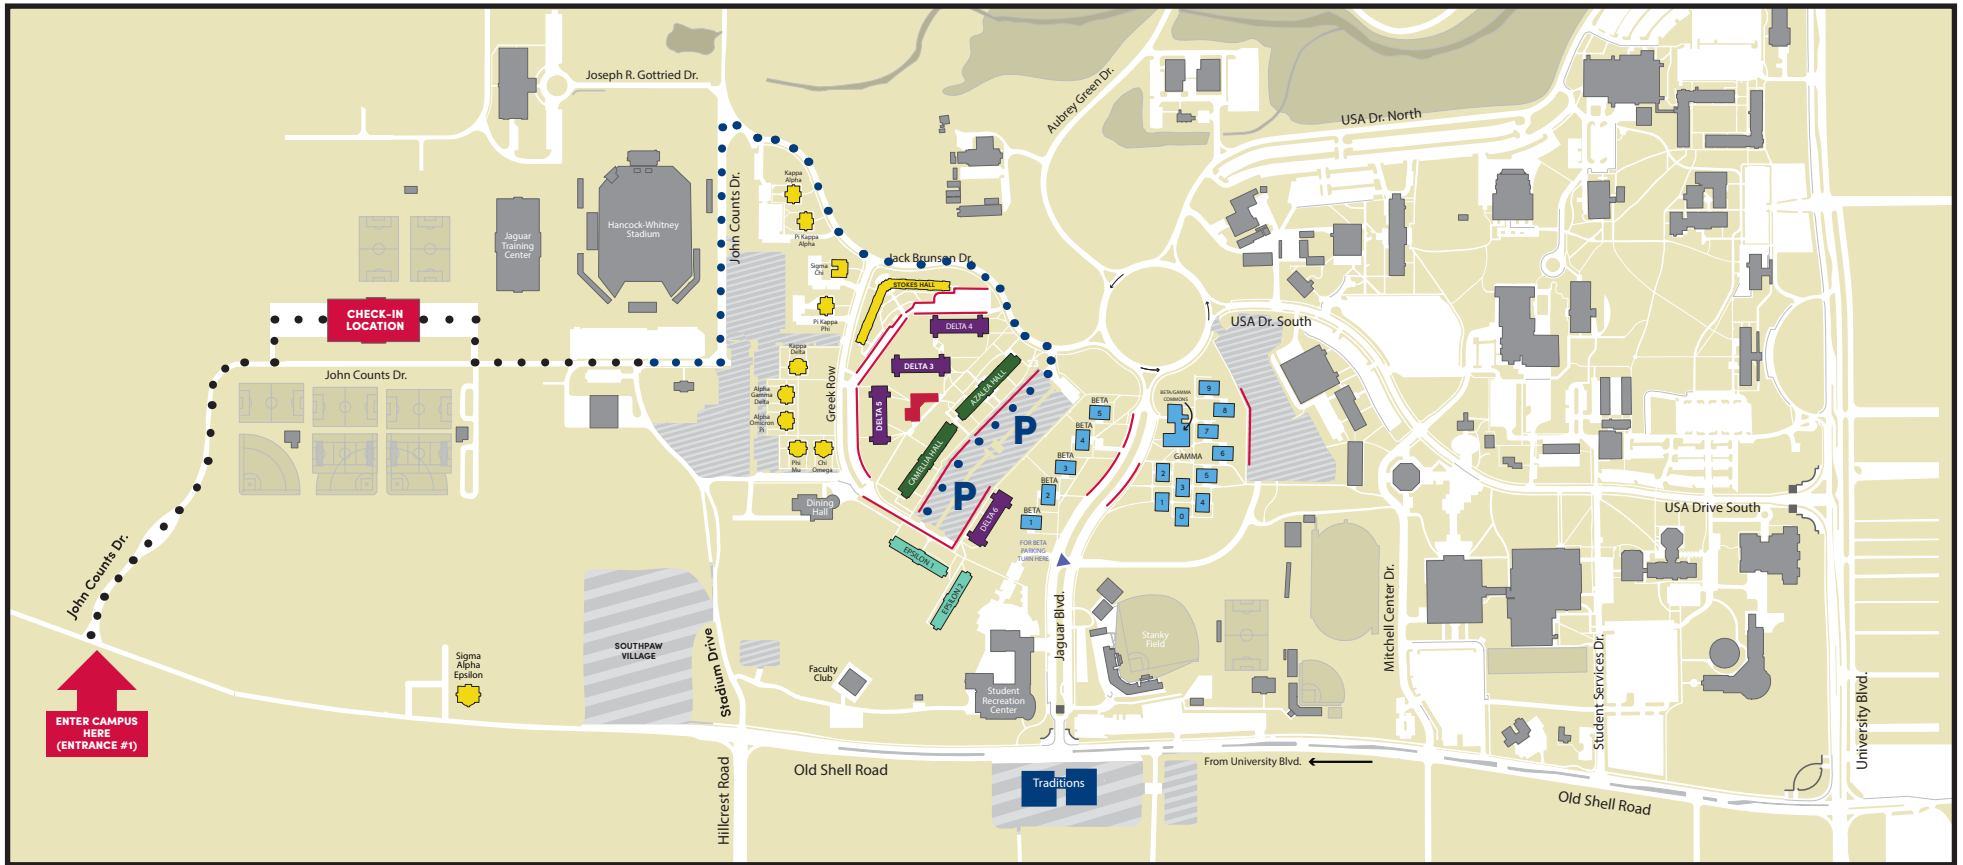 Joseph R. Gottried Dr.
Aubrey Green Dr.
USA Dr. North
John Counts Dr.
Kappa
Alpha
Pi Kappa
Alpha
Hancock-Whitney
Stadium
Jaguar
Training
Center
Jack Brunson Dr.
Sigma
Chi
STOKES HALL
Pi Kappa
Phi
CHECK-IN
LOCATION
DELTA 4
USA Dr. South
John Counts Dr.
Kappa
Delta
DELTA 3
AZALEA HALL
Greek Row
Alpha
Gamma
Delta
Alpha
Omicron
Pi
DELTA 5
BETA
5
BETA
4
BETA
3
BETA
2
BETA
1
BETA/GAMMA
COMMONS
9
8
7
6
GAMMA
5
2
3
1
4
0
P
P
CAMELLIA HALL
Phi
Mu
Chi
Omega
Dining
Hall
DELTA 6
EPSILON 1
EPSILON 2
FOR BETA
PARKING
TURN HERE
USA Drive South
John Counts Dr.
SOUTHPAW
VILLAGE
Stadium Drive
Jaguar Blvd.
Stanky
Field
Mitchell Center Dr.
Student Services Dr.
University Blvd.
Sigma
Alpha
Epsilon
Faculty
Club
Student
Recreation
Center
ENTER CAMPUS
HERE
(ENTRANCE #1)
Hillcrest Road
Old Shell Road
Traditions
From University Blvd.
Old Shell Road